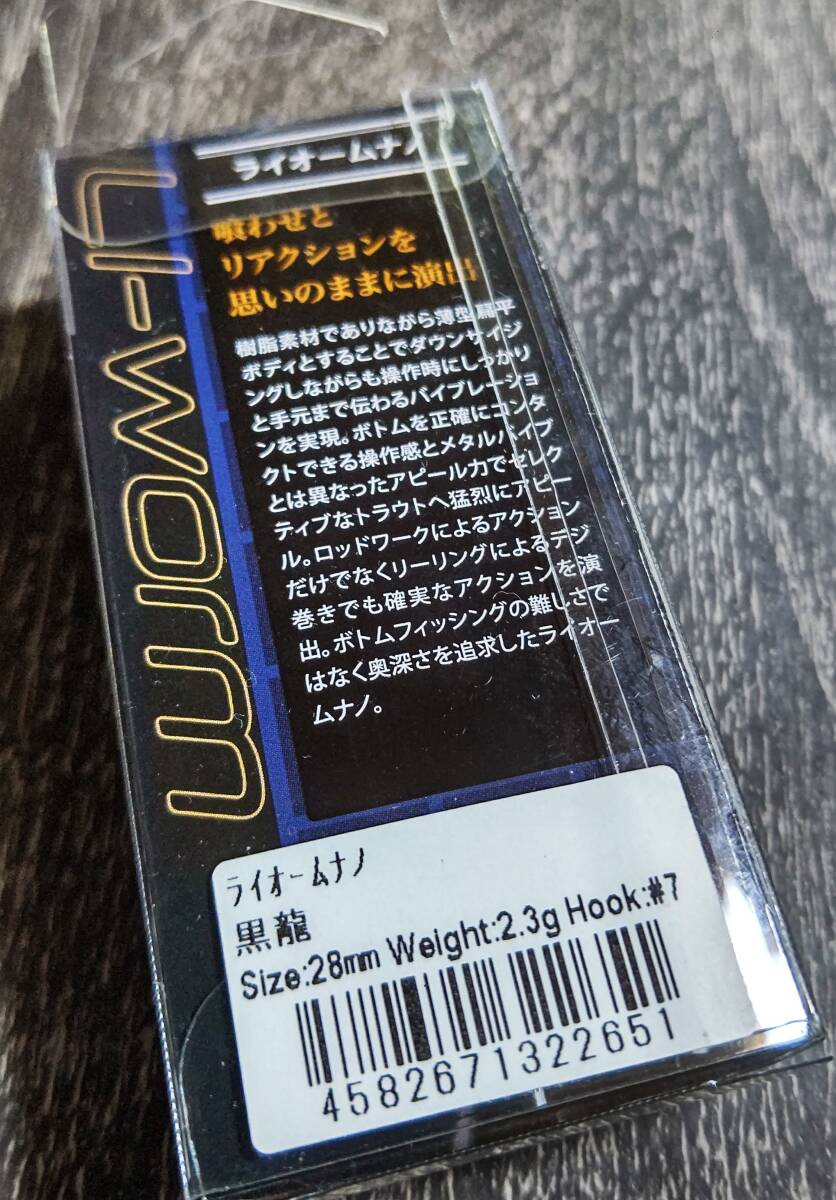 Li-worm
ライオームナノ
喰わせと
リアクションを
思いのままに演出
樹脂素材でありながら薄型扁平
ボディとすることでダウンサイジ
ングしながらも操作時にしっかり
と手元まで伝わるバイブレーショ
ンを実現。ボトムを正確にコンタ
クトできる操作感とメタルバイブ
とは異なったアピール力でセレク
ティブなトラウトへ猛烈にアピー
ル。ロッドワークによるアクション
だけでなくリーリングによるデジ
巻きでも確実なアクションを演
出。ボトムフィッシングの難しさで
はなく奥深さを追求したライオー
ムナノ。
ライオームナノ
黒龍
Size:28mm Weight:2.3g Hook:#7
4582671322651